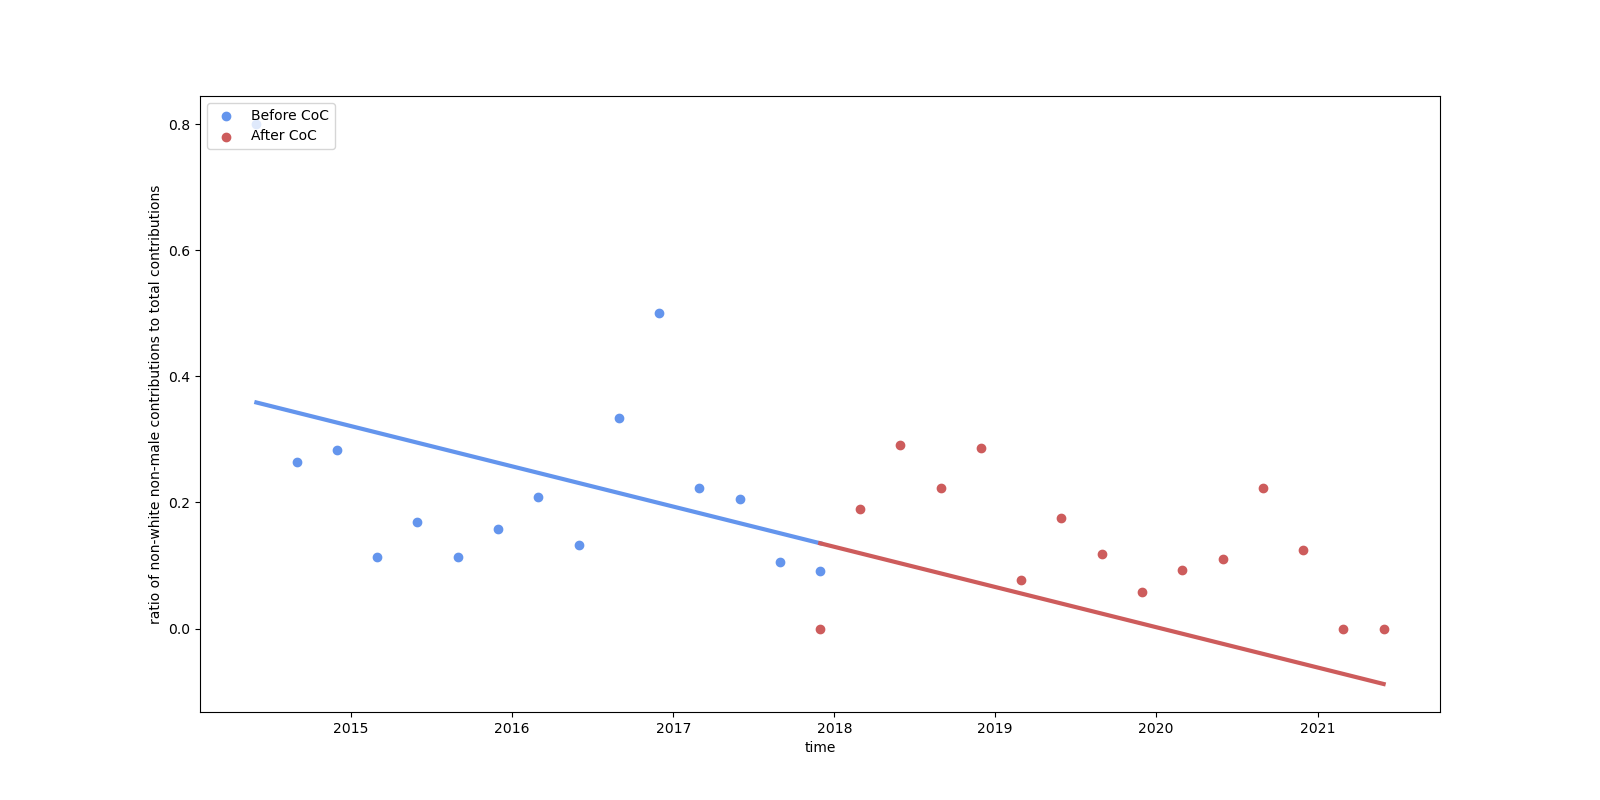 Before CoC
After CoC
0.8
0.6
0.4
0.2
0.0
ratio of non-white non-male contributions to total contributions
2015 2016 2017 2018 2019 2020 2021
time